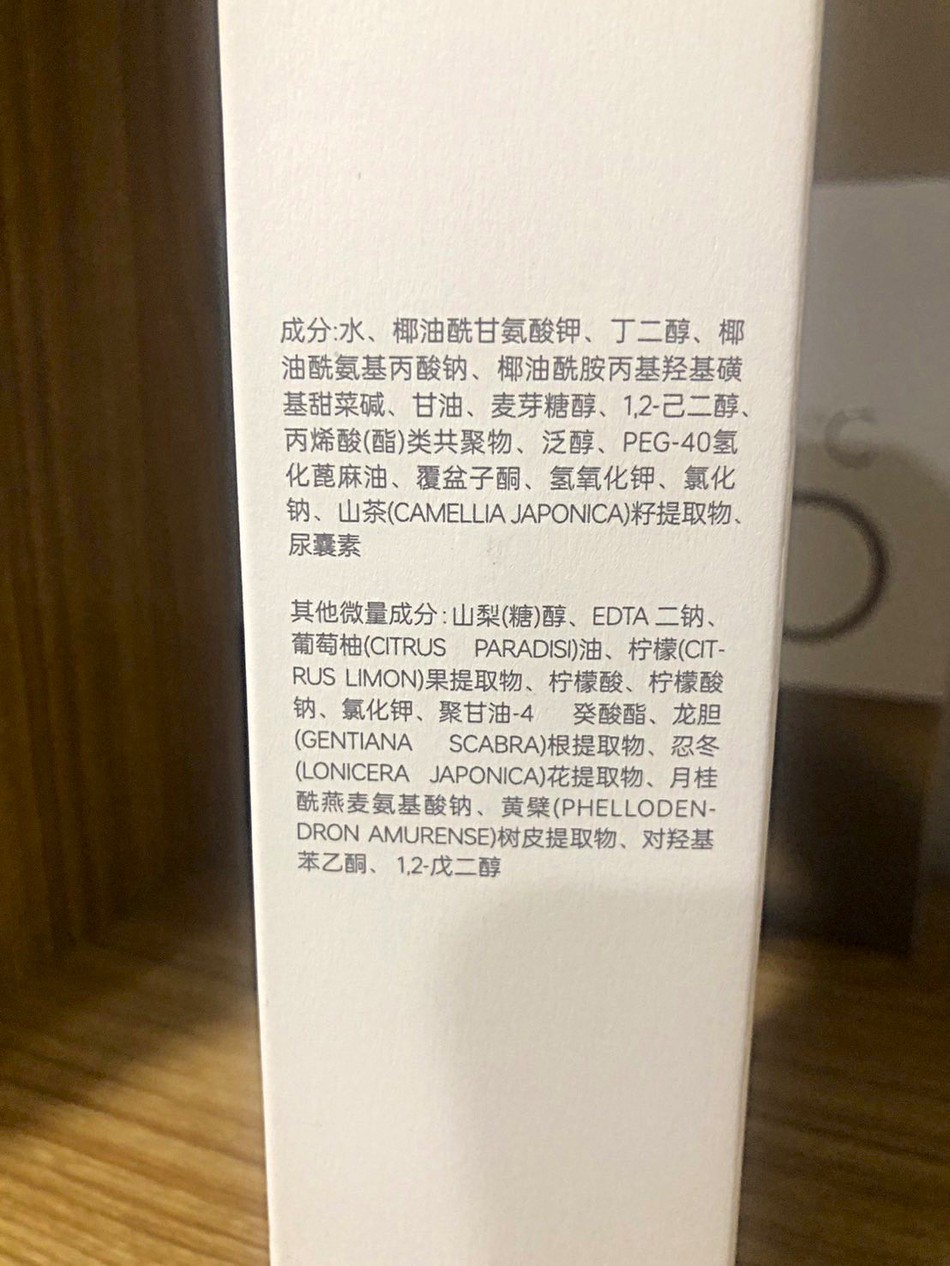 成分:水、椰油酰甘氨酸钾、丁二醇、椰
油酰氨基丙酸钠、椰油酰胺丙基羟基磺
基甜菜碱、甘油、麦芽糖醇、1,2-己二醇、
丙烯酸(酯)类共聚物、泛醇、PEG-40氢
化蓖麻油、覆盆子酮、氢氧化钾、氯化
钠、山茶(CAMELLIA JAPONICA)籽提取物、
尿囊素
其他微量成分:山梨(糖)醇、EDTA 二钠、
葡萄柚(CITRUS PARADISI)油、柠檬(CIT-
RUS LIMON)果提取物、柠檬酸、柠檬酸
钠、氯化钾、聚甘油-4 癸酸酯、龙胆
(GENTIANA SCABRA)根提取物、忍冬
(LONICERA JAPONICA)花提取物、月桂
酰燕麦氨基酸钠、黄檗(PHELLODEN-
DRON AMURENSE)树皮提取物、对羟基
苯乙酮、1,2-戊二醇